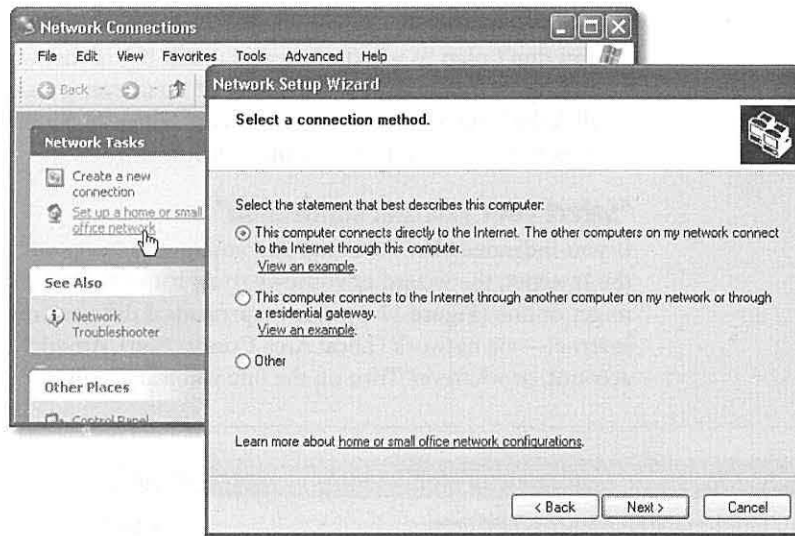 Network Connections
File Edit View Favorites Tools Advanced Help
Back
Network Tasks
Create a new
connection
Set up a home or small
office network
See Also
Network
Troubleshooter
Other Places
Control Panel
Network Setup Wizard
Select a connection method.
Select the statement that best describes this computer:
This computer connects directly to the Internet. The other computers on my network connect
to the Internet through this computer.
View an example.
This computer connects to the Internet through another computer on my network or through
a residential gateway.
View an example.
Other
Learn more about home or small office network configurations.
< Back Next > Cancel